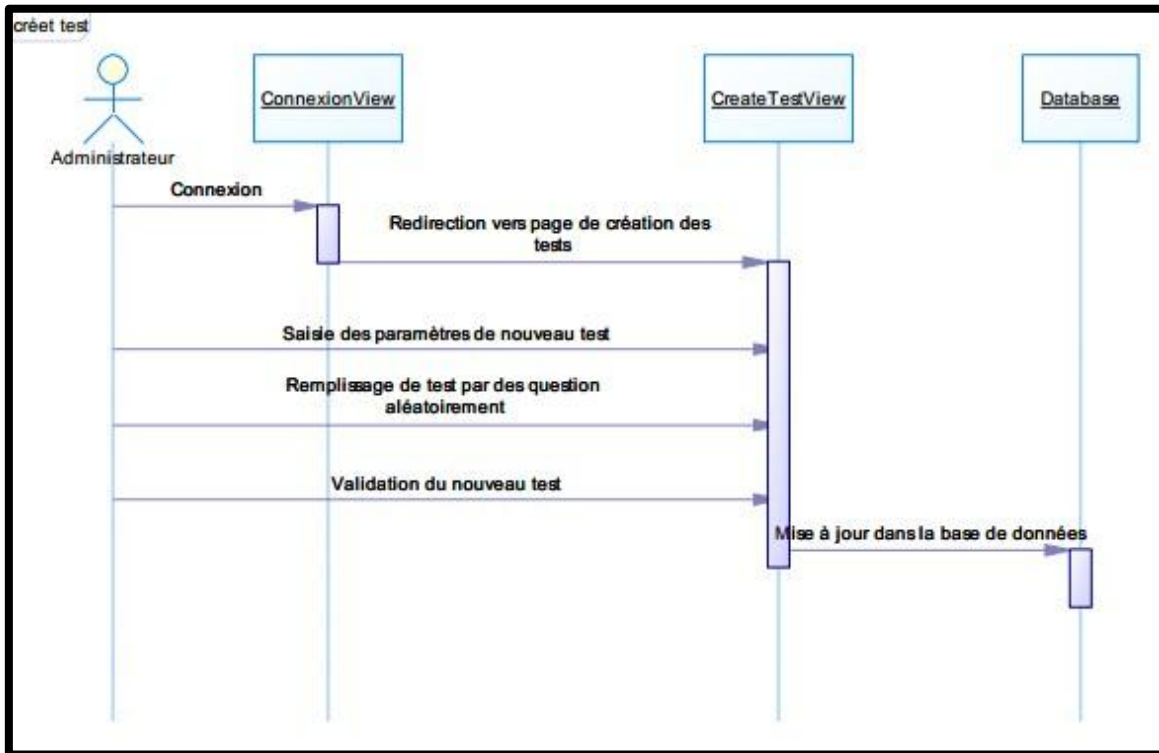 créet test
ConnexionView
CreateTestView
Database
Administrateur
Connexion
Redirection vers page de création des
tests
Saisie des paramètres de nouveau test
Remplissage de test par des question
aléatoirement
Validation du nouveau test
Mise à jour dans la base de données